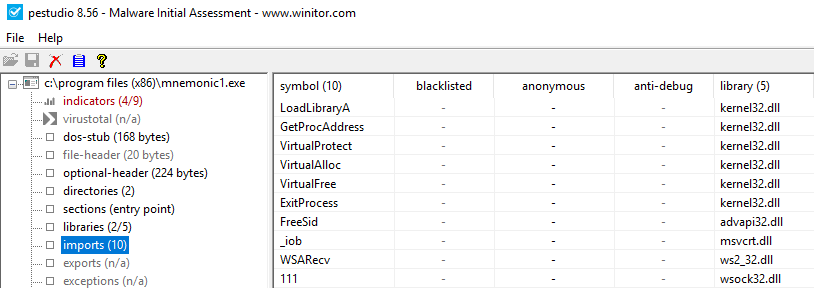 pestudio 8.56 - Malware Initial Assessment - www.winitor.com
File Help
c:\program files (x86)\mnemonic1.exe
indicators (4/9)
virustotal (n/a)
dos-stub (168 bytes)
file-header (20 bytes)
optional-header (224 bytes)
directories (2)
sections (entry point)
libraries (2/5)
imports (10)
exports (n/a)
exceptions (n/a)
symbol (10) blacklisted anonymous anti-debug library (5)
LoadLibraryA - - - kernel32.dll
GetProcAddress - - - kernel32.dll
VirtualProtect - - - kernel32.dll
VirtualAlloc - - - kernel32.dll
VirtualFree - - - kernel32.dll
ExitProcess - - - kernel32.dll
FreeSid - - - advapi32.dll
_iob - - - msvcrt.dll
WSARecv - - - ws2_32.dll
111 - - - wsock32.dll